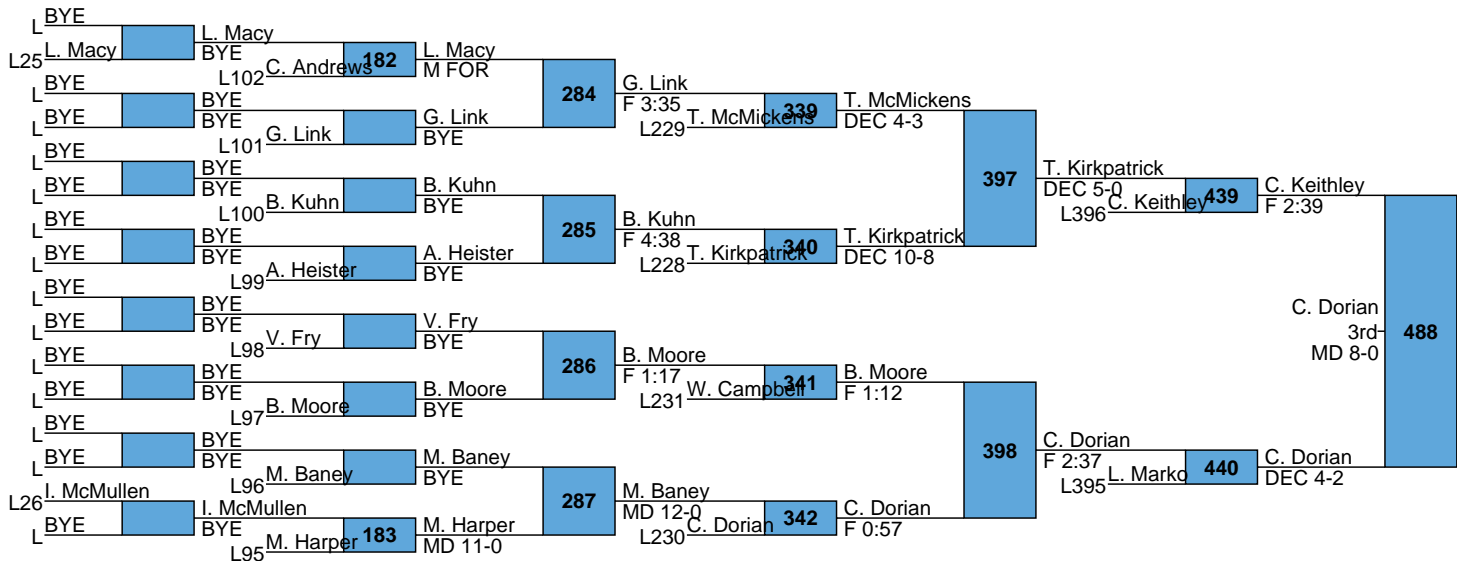 BYE
L
L. Macy
L25
L. Macy
BYE
C. Andrews
L102
182
L. Macy
M FOR
BYE
L
BYE
L
BYE
BYE
G. Link
L101
G. Link
BYE
284
G. Link
F 3:35
T. McMickens
L229
339
T. McMickens
DEC 4-3
BYE
L
BYE
L
BYE
BYE
B. Kuhn
L100
B. Kuhn
BYE
BYE
L
BYE
L
BYE
BYE
A. Heister
L99
A. Heister
BYE
285
B. Kuhn
F 4:38
T. Kirkpatrick
L228
340
T. Kirkpatrick
DEC 10-8
397
T. Kirkpatrick
DEC 5-0
C. Keithley
L396
439
C. Keithley
F 2:39
BYE
L
BYE
L
BYE
BYE
V. Fry
L98
V. Fry
BYE
BYE
L
BYE
L
BYE
BYE
B. Moore
L97
B. Moore
BYE
286
B. Moore
F 1:17
W. Campbell
L231
341
B. Moore
F 1:12
BYE
L
BYE
L
BYE
BYE
M. Baney
L96
M. Baney
BYE
I. McMullen
L26
BYE
L
I. McMullen
BYE
M. Harper
L95
183
M. Harper
MD 11-0
287
M. Baney
MD 12-0
C. Dorian
L230
342
C. Dorian
F 0:57
398
C. Dorian
F 2:37
L. Marko
L395
440
C. Dorian
DEC 4-2
488
C. Dorian
3rd
MD 8-0